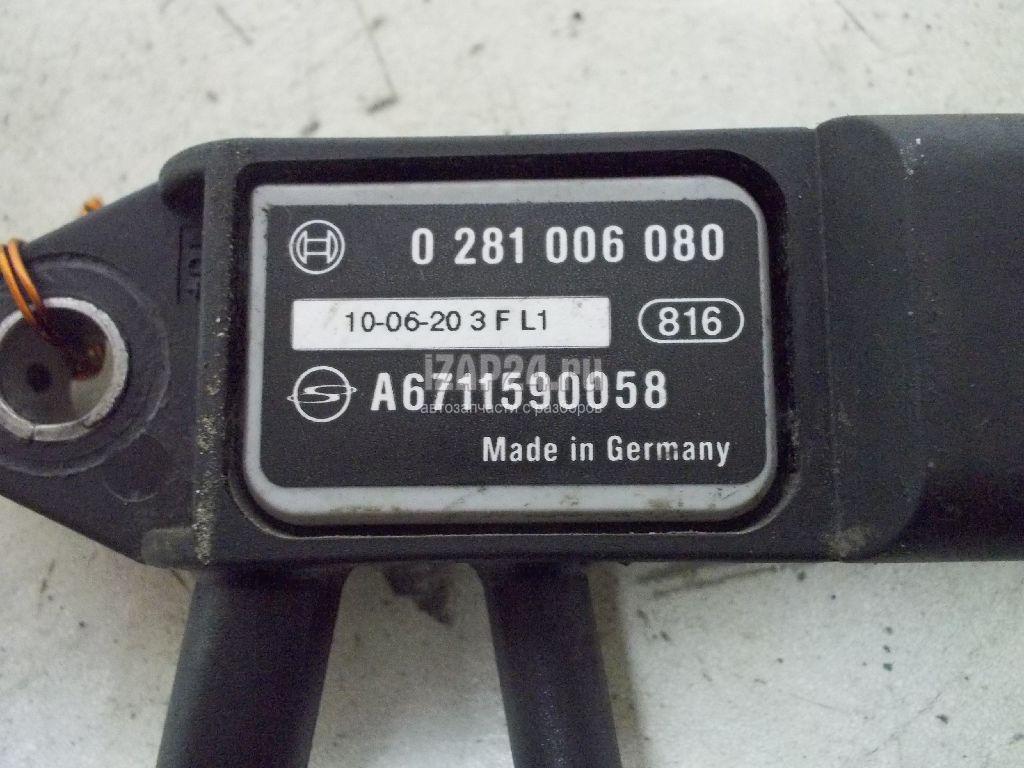 0 281 006 080
10-06-20 3 F L1
816
A6711590058
iZAP24.ru
автозапчасти с разборов
Made in Germany